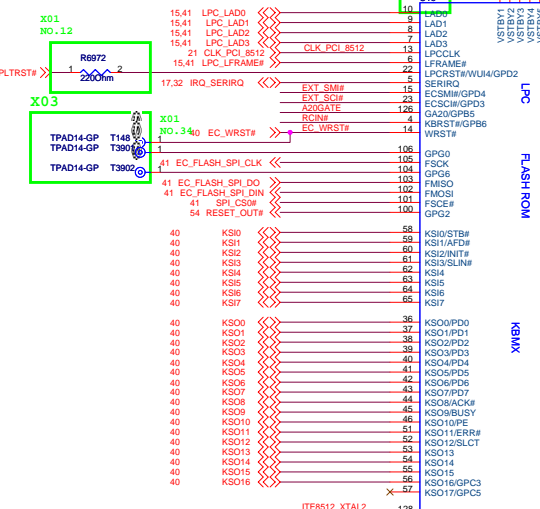 X01
NO.12
R6972
PLTRST#
1
2
220Ohm
X03
TPAD14-GP T148 1
TPAD14-GP T3901 1
TPAD14-GP T3902 1
X01
NO.34
15,41 LPC_LAD0 10 LAD0
15,41 LPC_LAD1 9 LAD1
15,41 LPC_LAD2 8 LAD2
15,41 LPC_LAD3 7 LAD3
21 CLK_PCI_8512 CLK_PCI_8512 13 LPCCLK
15,41 LPC_LFRAME# 6 LFRAME#
22 LPCRST#/WUI4/GPD2
17,32 IRQ_SERIRQ 5 SERIRQ
EXT_SMI# 15 ECSMI#/GPD4
EXT_SCI# 23 ECSCI#/GPD3
A20GATE 126 GA20/GPB5
RCIN# 4 KBRST#/GPB6
40 EC_WRST# EC_WRST# 14 WRST#
106 GPG0
41 EC_FLASH_SPI_CLK 105 FSCK
104 GPG6
41 EC_FLASH_SPI_DO 103 FMISO
41 EC_FLASH_SPI_DIN 102 FMOSI
41 SPI_CS0# 101 FSCE#
54 RESET_OUT# 100 GPG2
40 KSI0 58 KSI0/STB#
40 KSI1 59 KSI1/AFD#
40 KSI2 60 KSI2/INIT#
40 KSI3 61 KSI3/SLIN#
40 KSI4 62 KSI4
40 KSI5 63 KSI5
40 KSI6 64 KSI6
40 KSI7 65 KSI7
40 KSO0 36 KSO0/PD0
40 KSO1 37 KSO1/PD1
40 KSO2 38 KSO2/PD2
40 KSO3 39 KSO3/PD3
40 KSO4 40 KSO4/PD4
40 KSO5 41 KSO5/PD5
40 KSO6 42 KSO6/PD6
40 KSO7 43 KSO7/PD7
40 KSO8 44 KSO8/ACK#
40 KSO9 45 KSO9/BUSY
40 KSO10 46 KSO10/PE
40 KSO11 51 KSO11/ERR#
40 KSO12 52 KSO12/SLCT
40 KSO13 53 KSO13
40 KSO14 54 KSO14
40 KSO15 55 KSO15
40 KSO16 56 KSO16/GPC3
57 KSO17/GPC5
ITE8512_XTAL2 128
VSTBY1
VSTBY2
VSTBY3
VSTBY4
LPC
FLASH ROM
KBMX